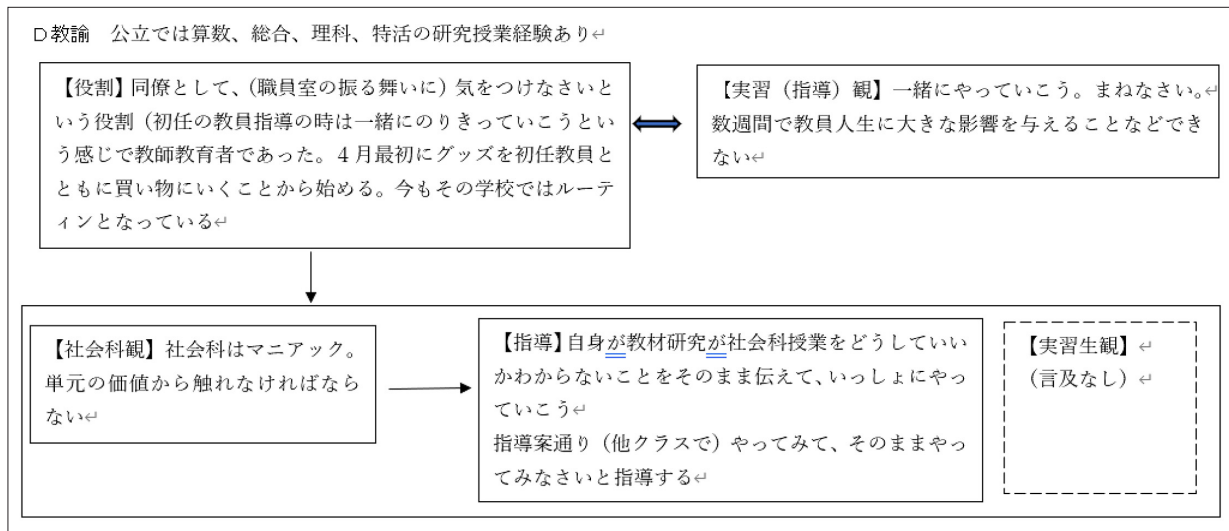 D教諭　公立では算数、総合、理科、特活の研究授業経験あり↵
【役割】同僚として、（職員室の振る舞いに）気をつけなさいと
いう役割（初任の教員指導の時は一緒にのりきっていこうとい
う感じで教師教育者であった。４月最初にグッズを初任教員と
ともに買い物にいくことから始める。今もその学校ではルーテ
ィンとなっている↵
【実習（指導）観】一緒にやっていこう。まねなさい。↵
数週間で教員人生に大きな影響を与えることなどでき
ない↵
【社会科観】社会科はマニアック。
単元の価値から触れなければなら
ない↵
【指導】自身が教材研究が社会科授業をどうしていい
かわからないことをそのまま伝えて、いっしょにやっ
ていこう↵
指導案通り（他クラスで）やってみて、そのままやっ
てみなさいと指導する↵
【実習生観】↵
（言及なし）↵